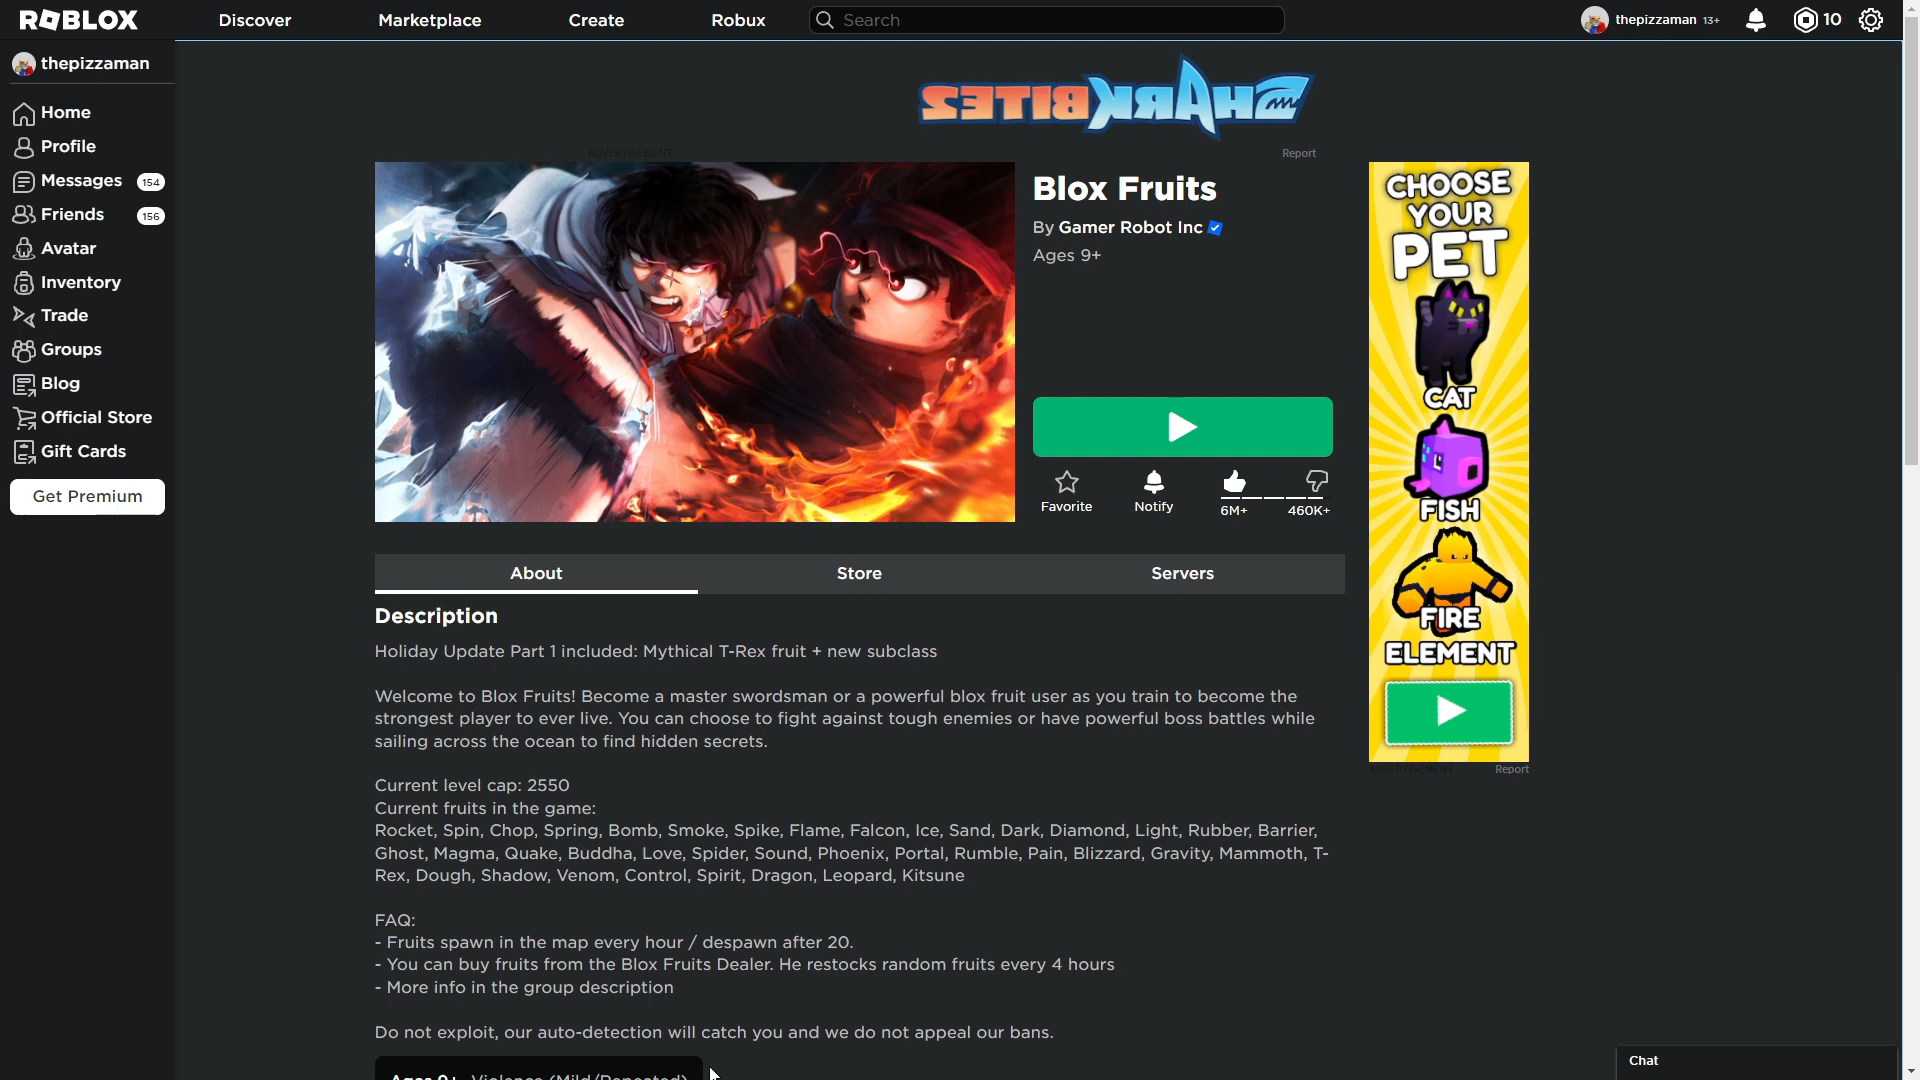 ROBLOX
Discover
Marketplace
Create
Robux
Search
thepizzaman 13+
10
thepizzaman
Home
Profile
Messages 154
Friends 156
Avatar
Inventory
Trade
Groups
Blog
Official Store
Gift Cards
Get Premium
SHARKBITE2
ADVERTISEMENT
Report
Blox Fruits
By Gamer Robot Inc
Ages 9+
Favorite
Notify
6M+
460K+
CHOOSE
YOUR
PET
CAT
FISH
FIRE
ELEMENT
ADVERTISEMENT
Report
About
Store
Servers
Description
Holiday Update Part 1 included: Mythical T-Rex fruit + new subclass
Welcome to Blox Fruits! Become a master swordsman or a powerful blox fruit user as you train to become the
strongest player to ever live. You can choose to fight against tough enemies or have powerful boss battles while
sailing across the ocean to find hidden secrets.
Current level cap: 2550
Current fruits in the game:
Rocket, Spin, Chop, Spring, Bomb, Smoke, Spike, Flame, Falcon, Ice, Sand, Dark, Diamond, Light, Rubber, Barrier,
Ghost, Magma, Quake, Buddha, Love, Spider, Sound, Phoenix, Portal, Rumble, Pain, Blizzard, Gravity, Mammoth, T-
Rex, Dough, Shadow, Venom, Control, Spirit, Dragon, Leopard, Kitsune
FAQ:
- Fruits spawn in the map every hour / despawn after 20.
- You can buy fruits from the Blox Fruits Dealer. He restocks random fruits every 4 hours
- More info in the group description
Do not exploit, our auto-detection will catch you and we do not appeal our bans.
Ages 9+ Violence (Mild/Repeated)
Chat